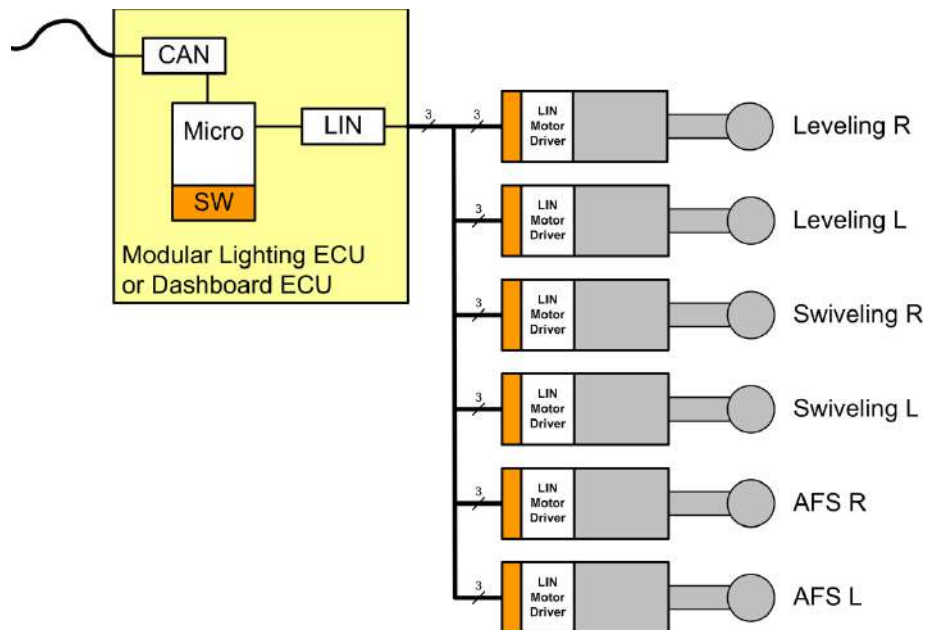 CAN
Micro
SW
LIN
Modular Lighting ECU
or Dashboard ECU
3
3
LIN
Motor
Driver
Leveling R
3
LIN
Motor
Driver
Leveling L
3
LIN
Motor
Driver
Swiveling R
3
LIN
Motor
Driver
Swiveling L
3
LIN
Motor
Driver
AFS R
3
LIN
Motor
Driver
AFS L